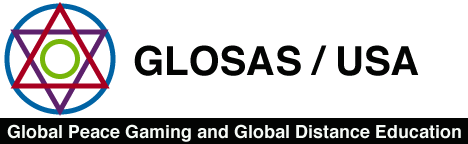 GLOSAS / USA
Global Peace Gaming and Global Distance Education